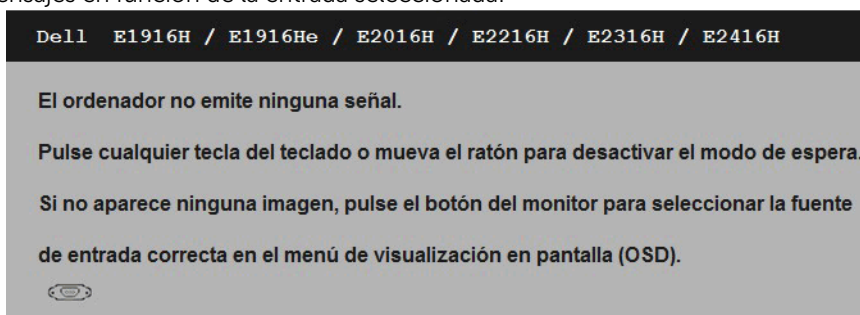 en función de la entrada seleccionada.
Dell E1916H / E1916He / E2016H / E2216H / E2316H / E2416H
El ordenador no emite ninguna señal.
Pulse cualquier tecla del teclado o mueva el ratón para desactivar el modo de espera.
Si no aparece ninguna imagen, pulse el botón del monitor para seleccionar la fuente
de entrada correcta en el menú de visualización en pantalla (OSD).